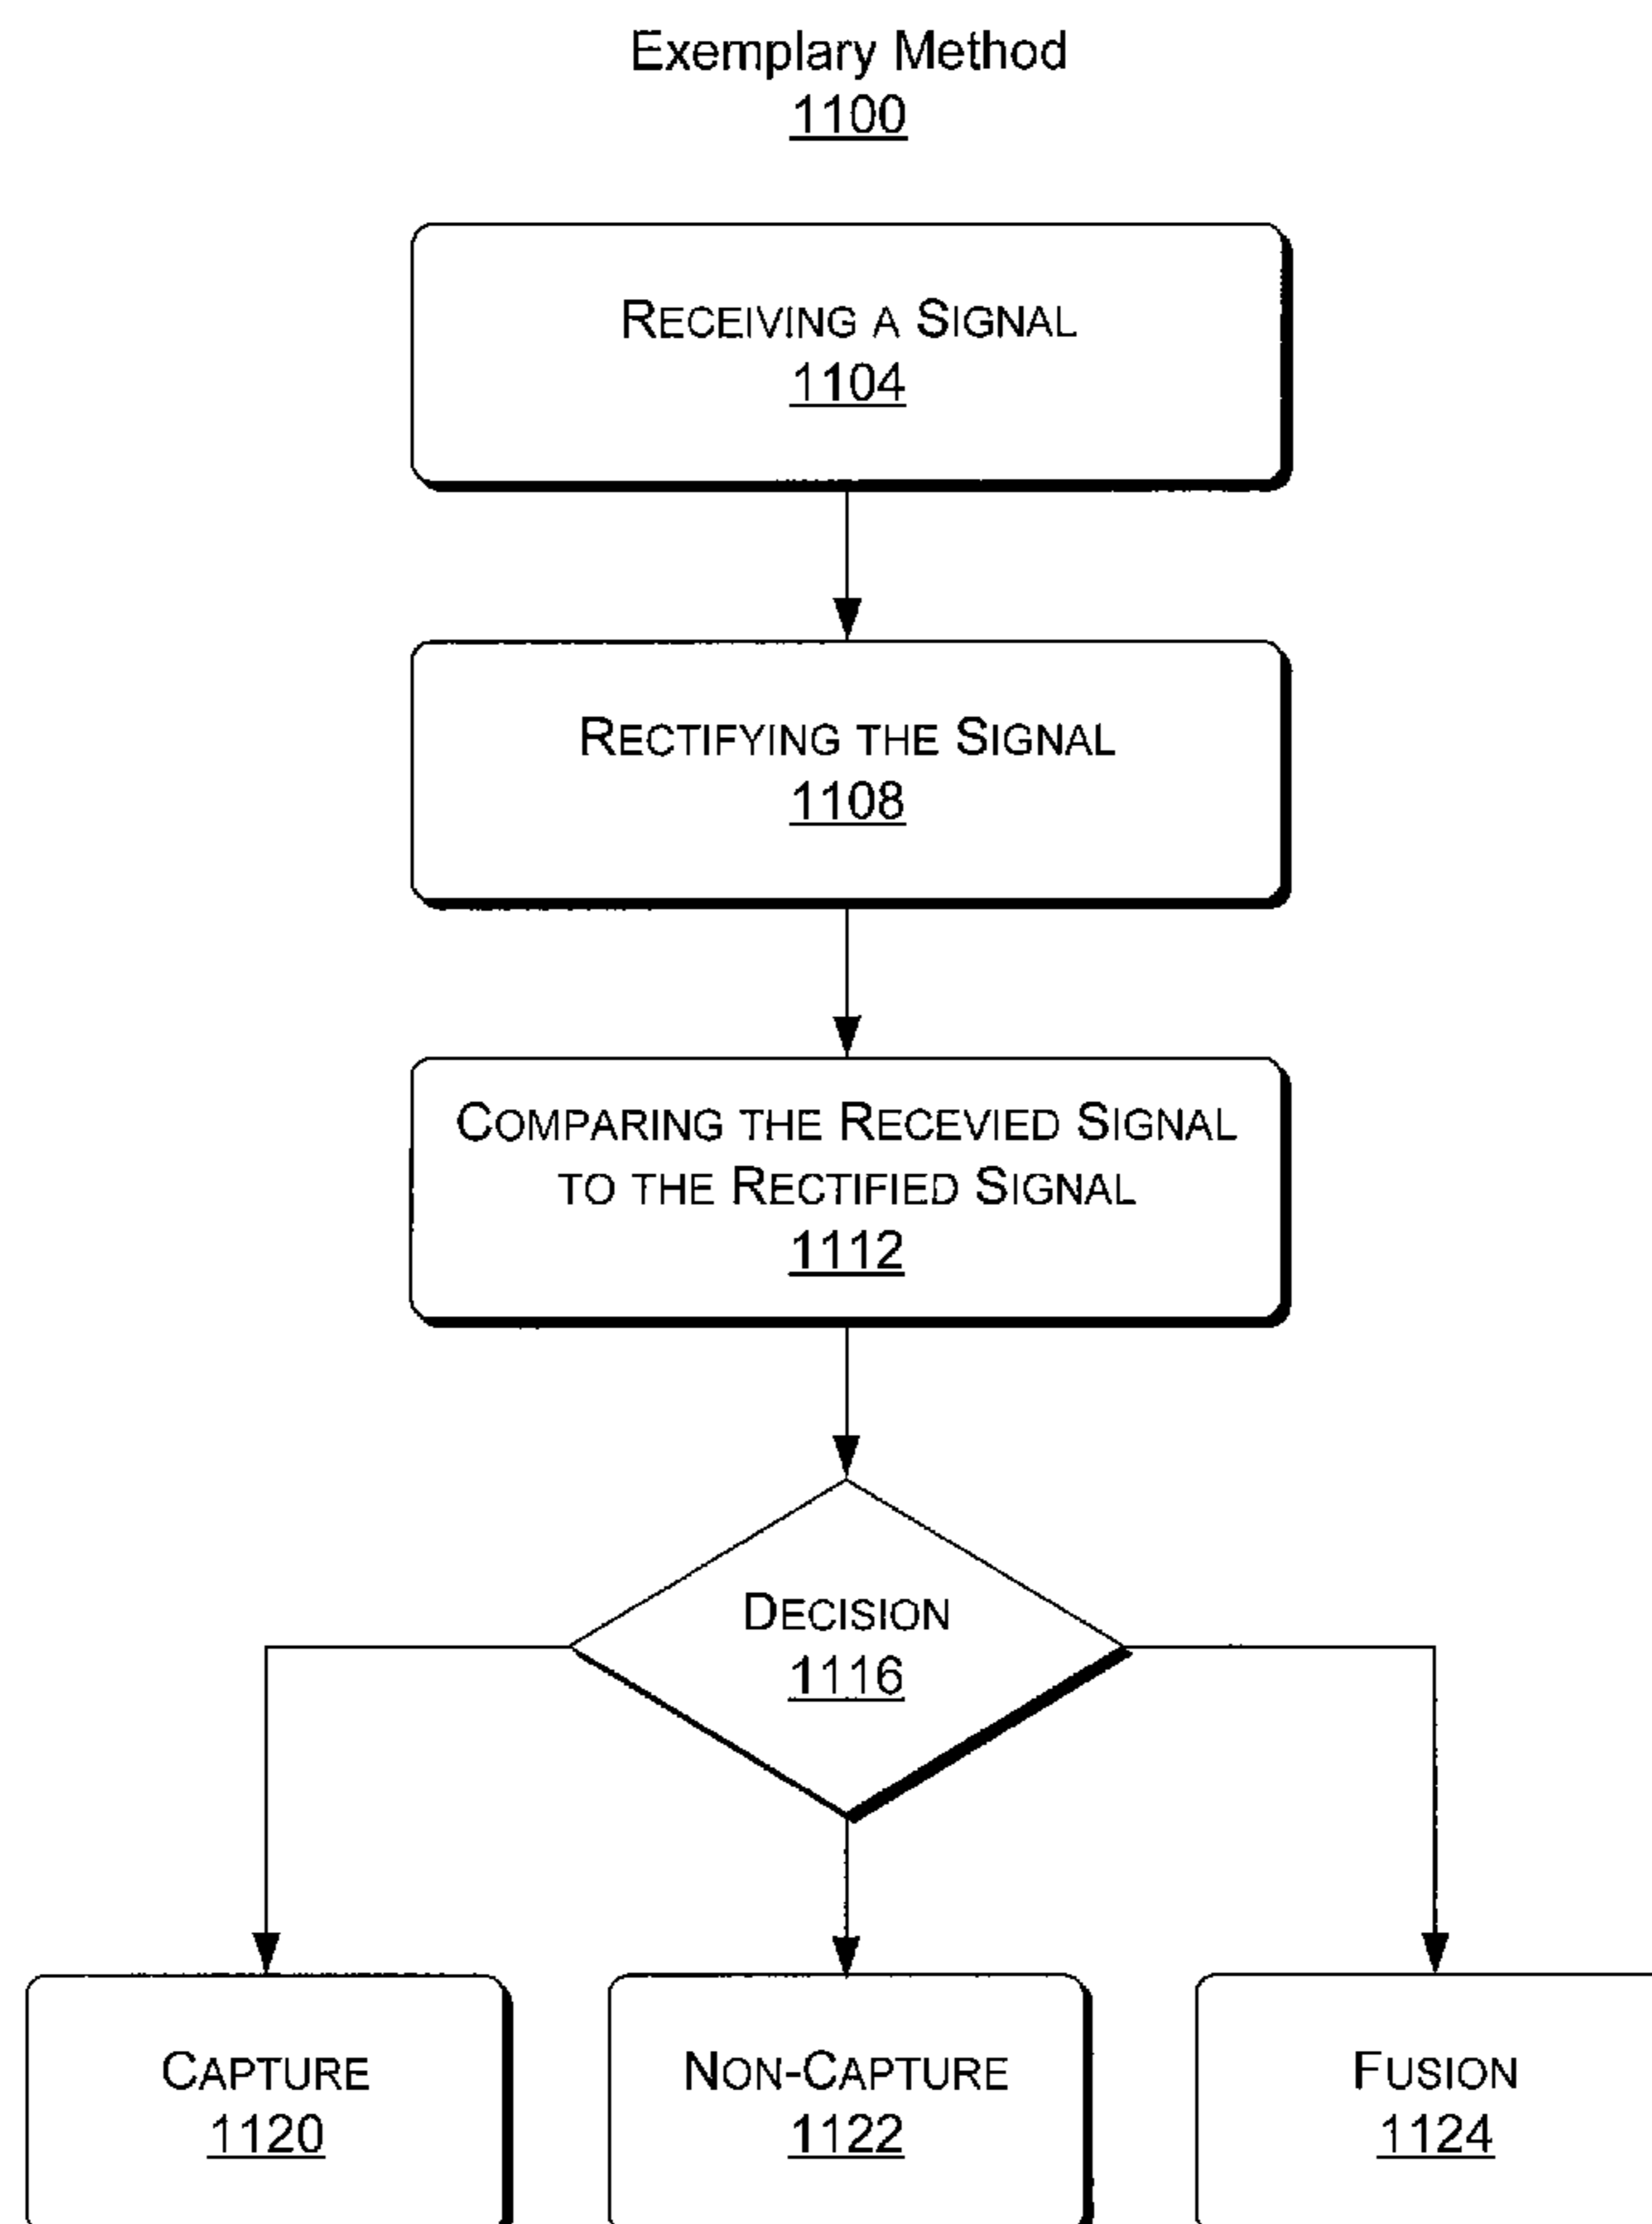 Exemplary Method
1100
RECEIVING A SIGNAL
1104
RECTIFYING THE SIGNAL
1108
COMPARING THE RECEVIED SIGNAL
TO THE RECTIFIED SIGNAL
1112
DECISION
1116
CAPTURE
1120
NON-CAPTURE
1122
FUSION
1124